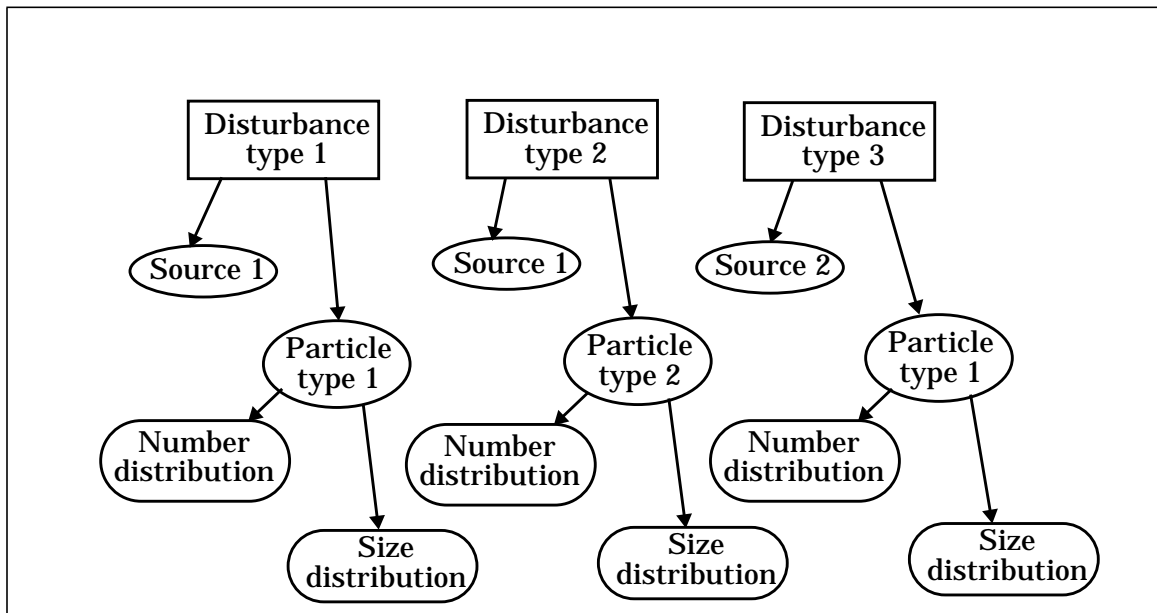 Disturbance
type 1
Disturbance
type 2
Disturbance
type 3
Source 1
Source 1
Source 2
Particle
type 1
Particle
type 2
Particle
type 1
Number
distribution
Number
distribution
Number
distribution
Size
distribution
Size
distribution
Size
distribution